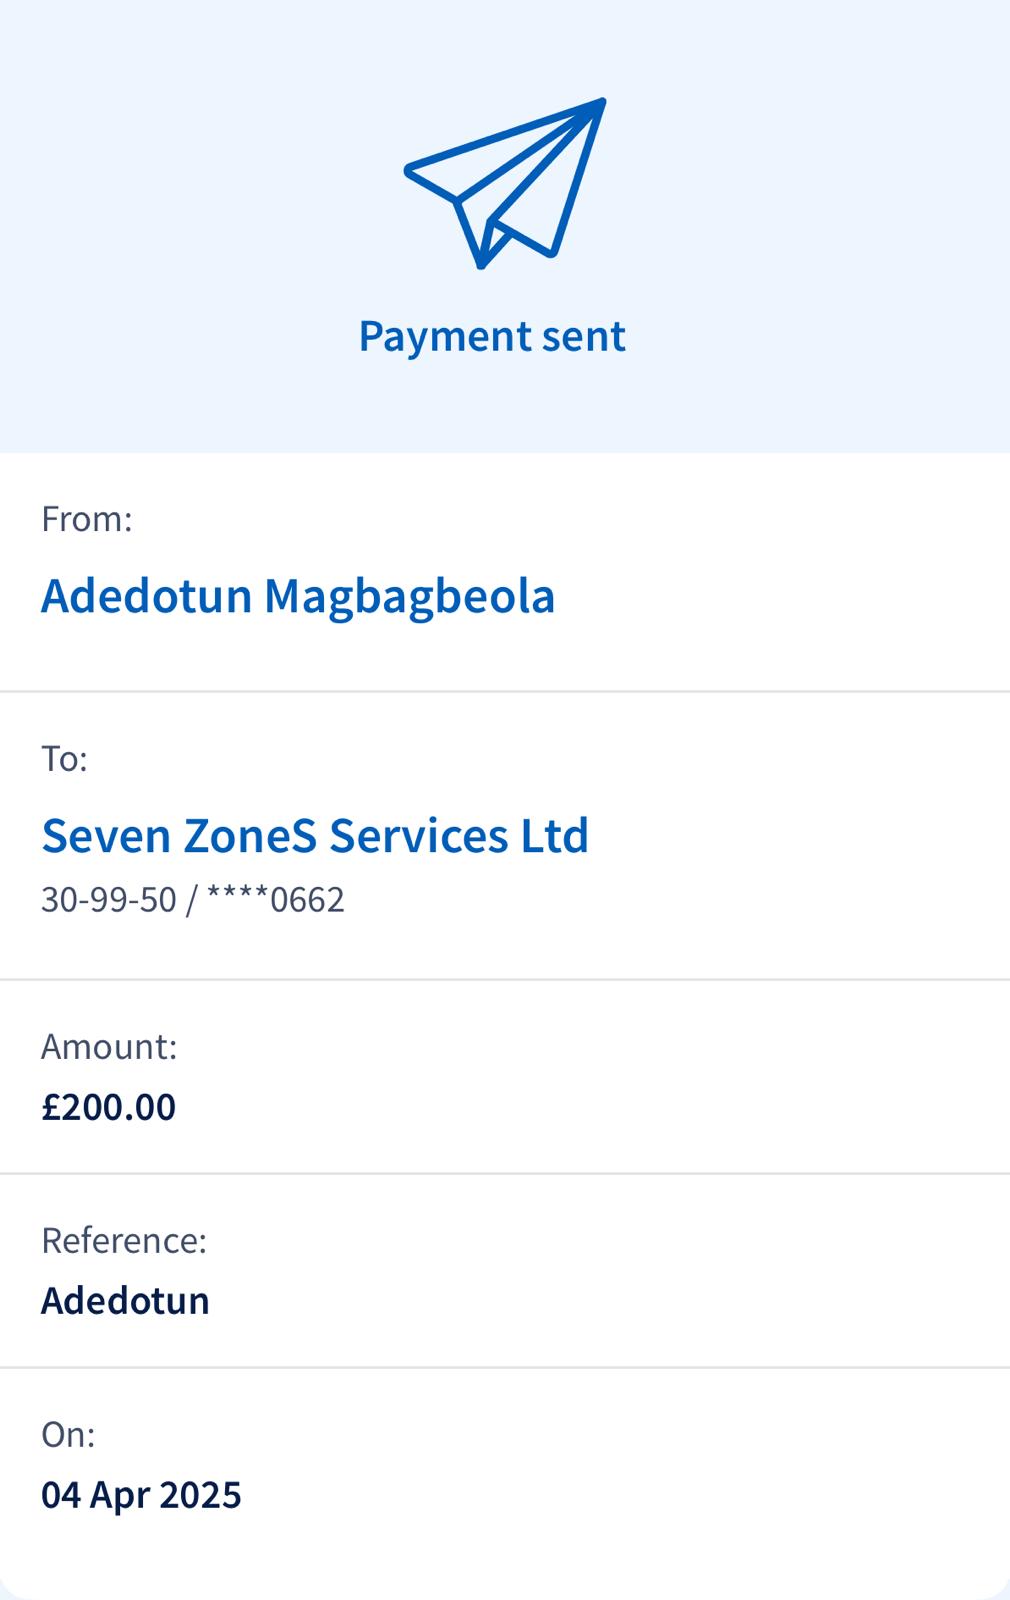 Payment sent
From:
Adedotun Magbagbeola
To:
Seven ZoneS Services Ltd
30-99-50 / ****0662
Amount:
£200.00
Reference:
Adedotun
On:
04 Apr 2025